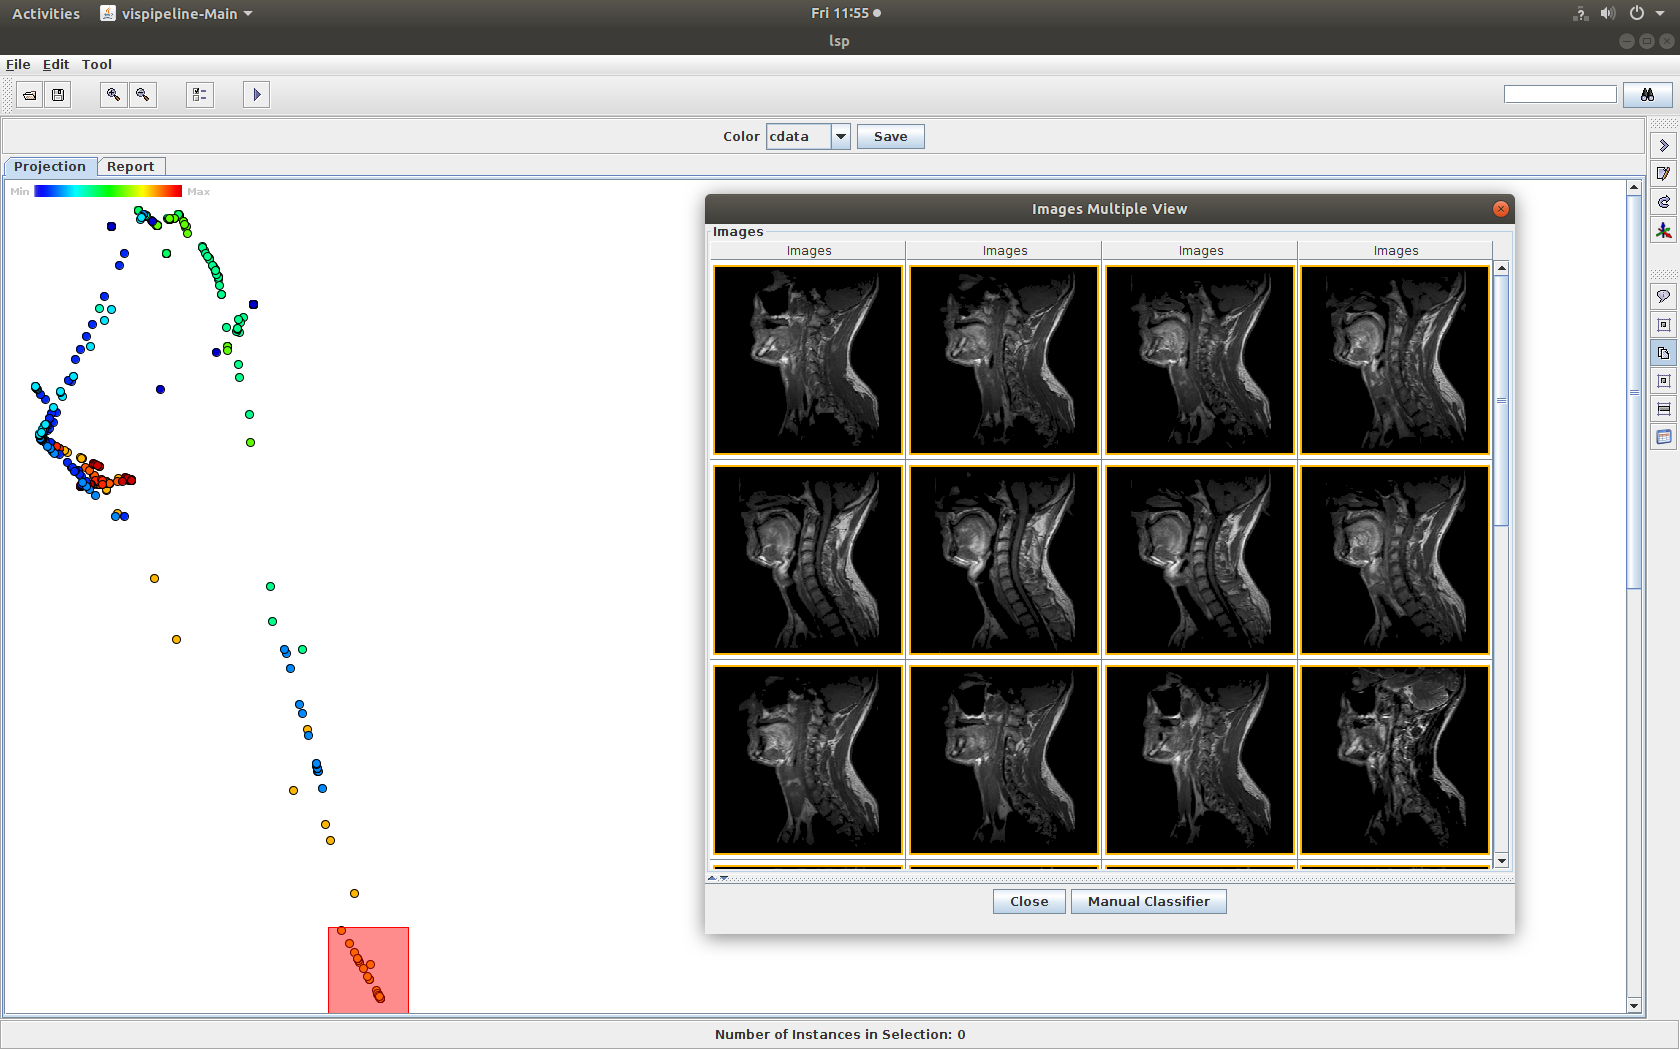 Activities vispipeline-Main Fri 11:55
lsp
File Edit Tool
Color cdata Save
Projection Report
Min Max
Images Multiple View
Images
Images Images Images Images
Close Manual Classifier
Number of Instances in Selection: 0